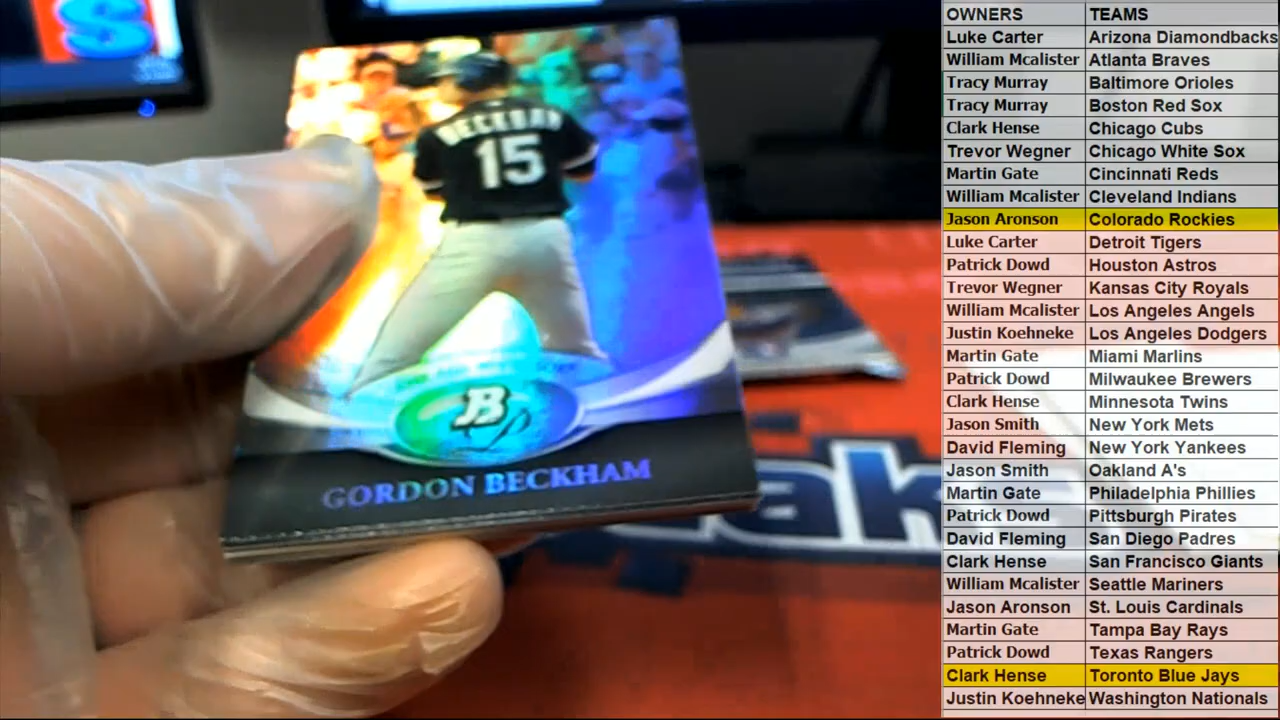 S
BECKHAM
15
B
P
GORDON BECKHAM
eaks
OWNERS TEAMS
Luke Carter Arizona Diamondbacks
William Mcalister Atlanta Braves
Tracy Murray Baltimore Orioles
Tracy Murray Boston Red Sox
Clark Hense Chicago Cubs
Trevor Wegner Chicago White Sox
Martin Gate Cincinnati Reds
William Mcalister Cleveland Indians
Jason Aronson Colorado Rockies
Luke Carter Detroit Tigers
Patrick Dowd Houston Astros
Trevor Wegner Kansas City Royals
William Mcalister Los Angeles Angels
Justin Koehneke Los Angeles Dodgers
Martin Gate Miami Marlins
Patrick Dowd Milwaukee Brewers
Clark Hense Minnesota Twins
Jason Smith New York Mets
David Fleming New York Yankees
Jason Smith Oakland A's
Martin Gate Philadelphia Phillies
Patrick Dowd Pittsburgh Pirates
David Fleming San Diego Padres
Clark Hense San Francisco Giants
William Mcalister Seattle Mariners
Jason Aronson St. Louis Cardinals
Martin Gate Tampa Bay Rays
Patrick Dowd Texas Rangers
Clark Hense Toronto Blue Jays
Justin Koehneke Washington Nationals